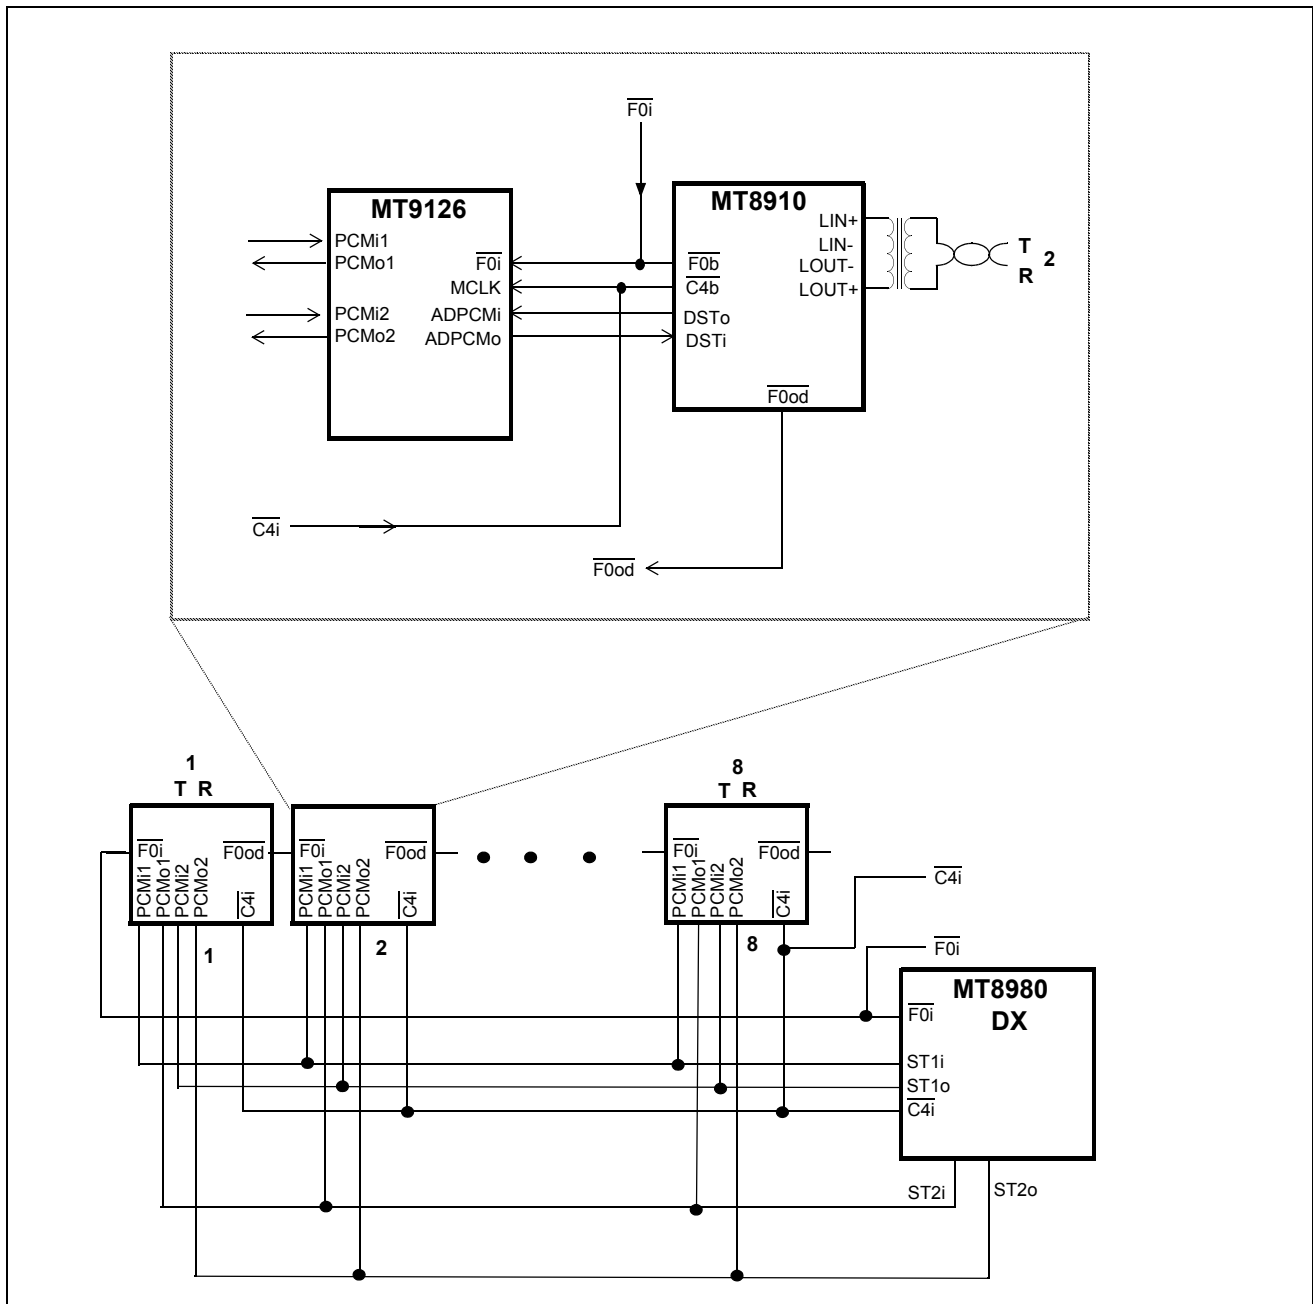 F0i
MT9126
MT8910
PCMi1
PCMo1
PCMi2
PCMo2
F0i
MCLK
ADPCMi
ADPCMo
F0b
C4b
DSTo
DSTi
F0od
LIN+
LIN-
LOUT-
LOUT+
T
R
2
C4i
F0od
1
T R
F0i
F0od
PCMi1
PCMo1
PCMi2
PCMo2
C4i
1
F0i
F0od
PCMi1
PCMo1
PCMi2
PCMo2
C4i
2
8
T R
F0i
F0od
PCMi1
PCMo1
PCMi2
PCMo2
C4i
8
C4i
F0i
MT8980
DX
F0i
ST1i
ST1o
C4i
ST2i
ST2o